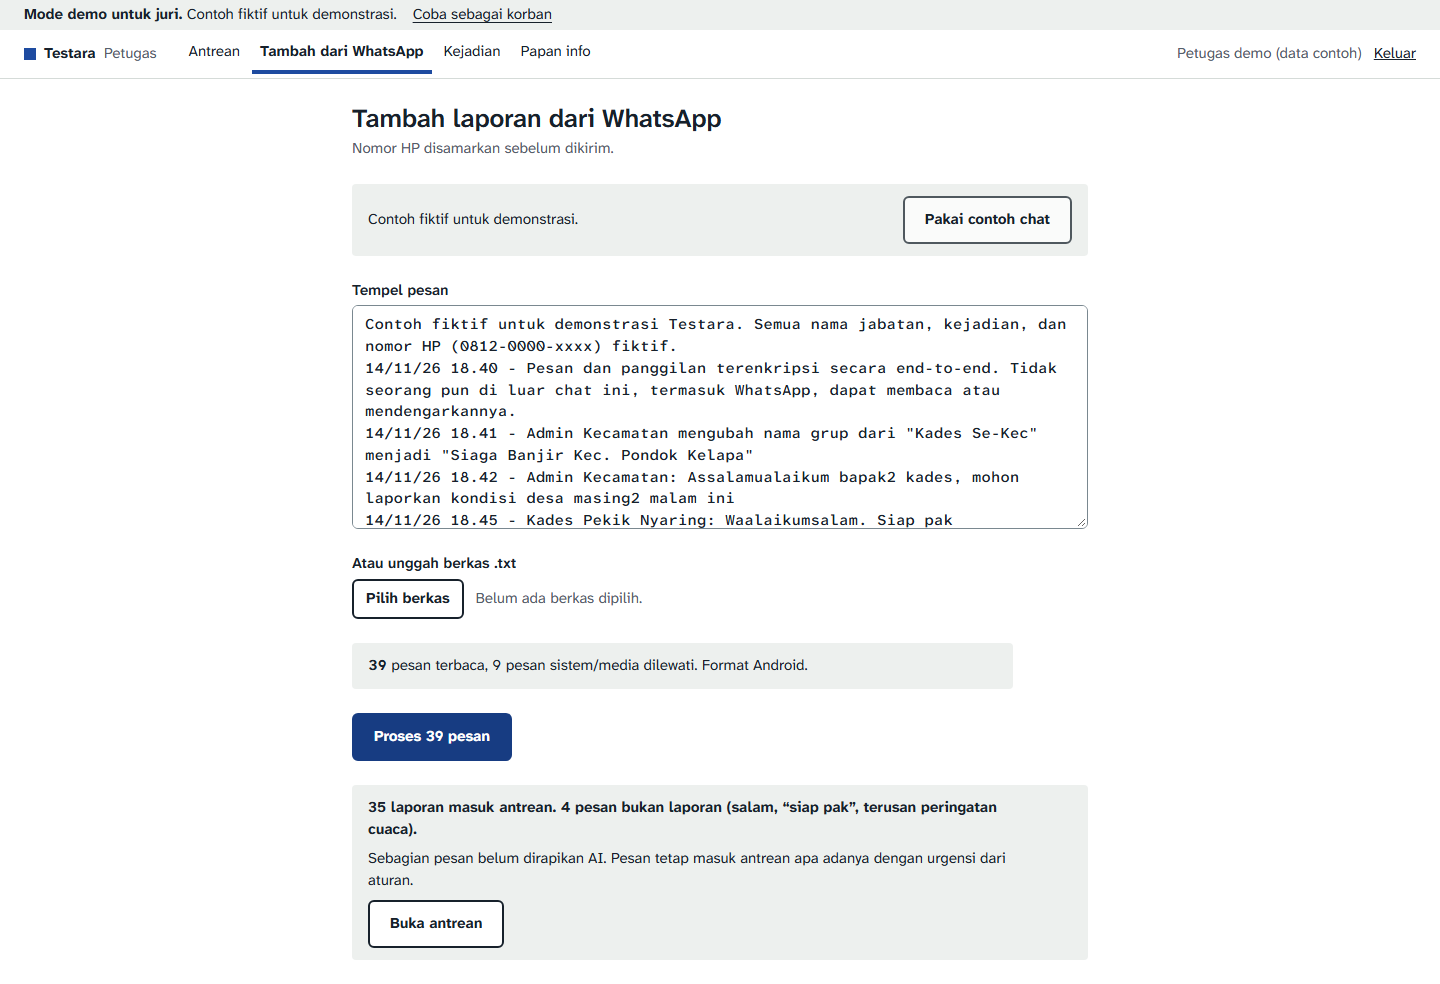 Mode demo untuk juri. Contoh fiktif untuk demonstrasi. Coba sebagai korban
Testara Petugas Antrean Tambah dari WhatsApp Kejadian Papan info Petugas demo (data contoh) Keluar
Tambah laporan dari WhatsApp
Nomor HP disamarkan sebelum dikirim.
Contoh fiktif untuk demonstrasi. Pakai contoh chat
Tempel pesan
Contoh fiktif untuk demonstrasi Testara. Semua nama jabatan, kejadian, dan
nomor HP (0812-0000-xxxx) fiktif.
14/11/26 18.40 - Pesan dan panggilan terenkripsi secara end-to-end. Tidak
seorang pun di luar chat ini, termasuk WhatsApp, dapat membaca atau
mendengarkannya.
14/11/26 18.41 - Admin Kecamatan mengubah nama grup dari "Kades Se-Kec"
menjadi "Siaga Banjir Kec. Pondok Kelapa"
14/11/26 18.42 - Admin Kecamatan: Assalamualaikum bapak2 kades, mohon
laporkan kondisi desa masing2 malam ini
14/11/26 18.45 - Kades Pekik Nyaring: Waalaikumsalam. Siap pak
Atau unggah berkas .txt
Pilih berkas Belum ada berkas dipilih.
39 pesan terbaca, 9 pesan sistem/media dilewati. Format Android.
Proses 39 pesan
35 laporan masuk antrean. 4 pesan bukan laporan (salam, “siap pak”, terusan peringatan
cuaca).
Sebagian pesan belum dirapikan AI. Pesan tetap masuk antrean apa adanya dengan urgensi dari
aturan.
Buka antrean